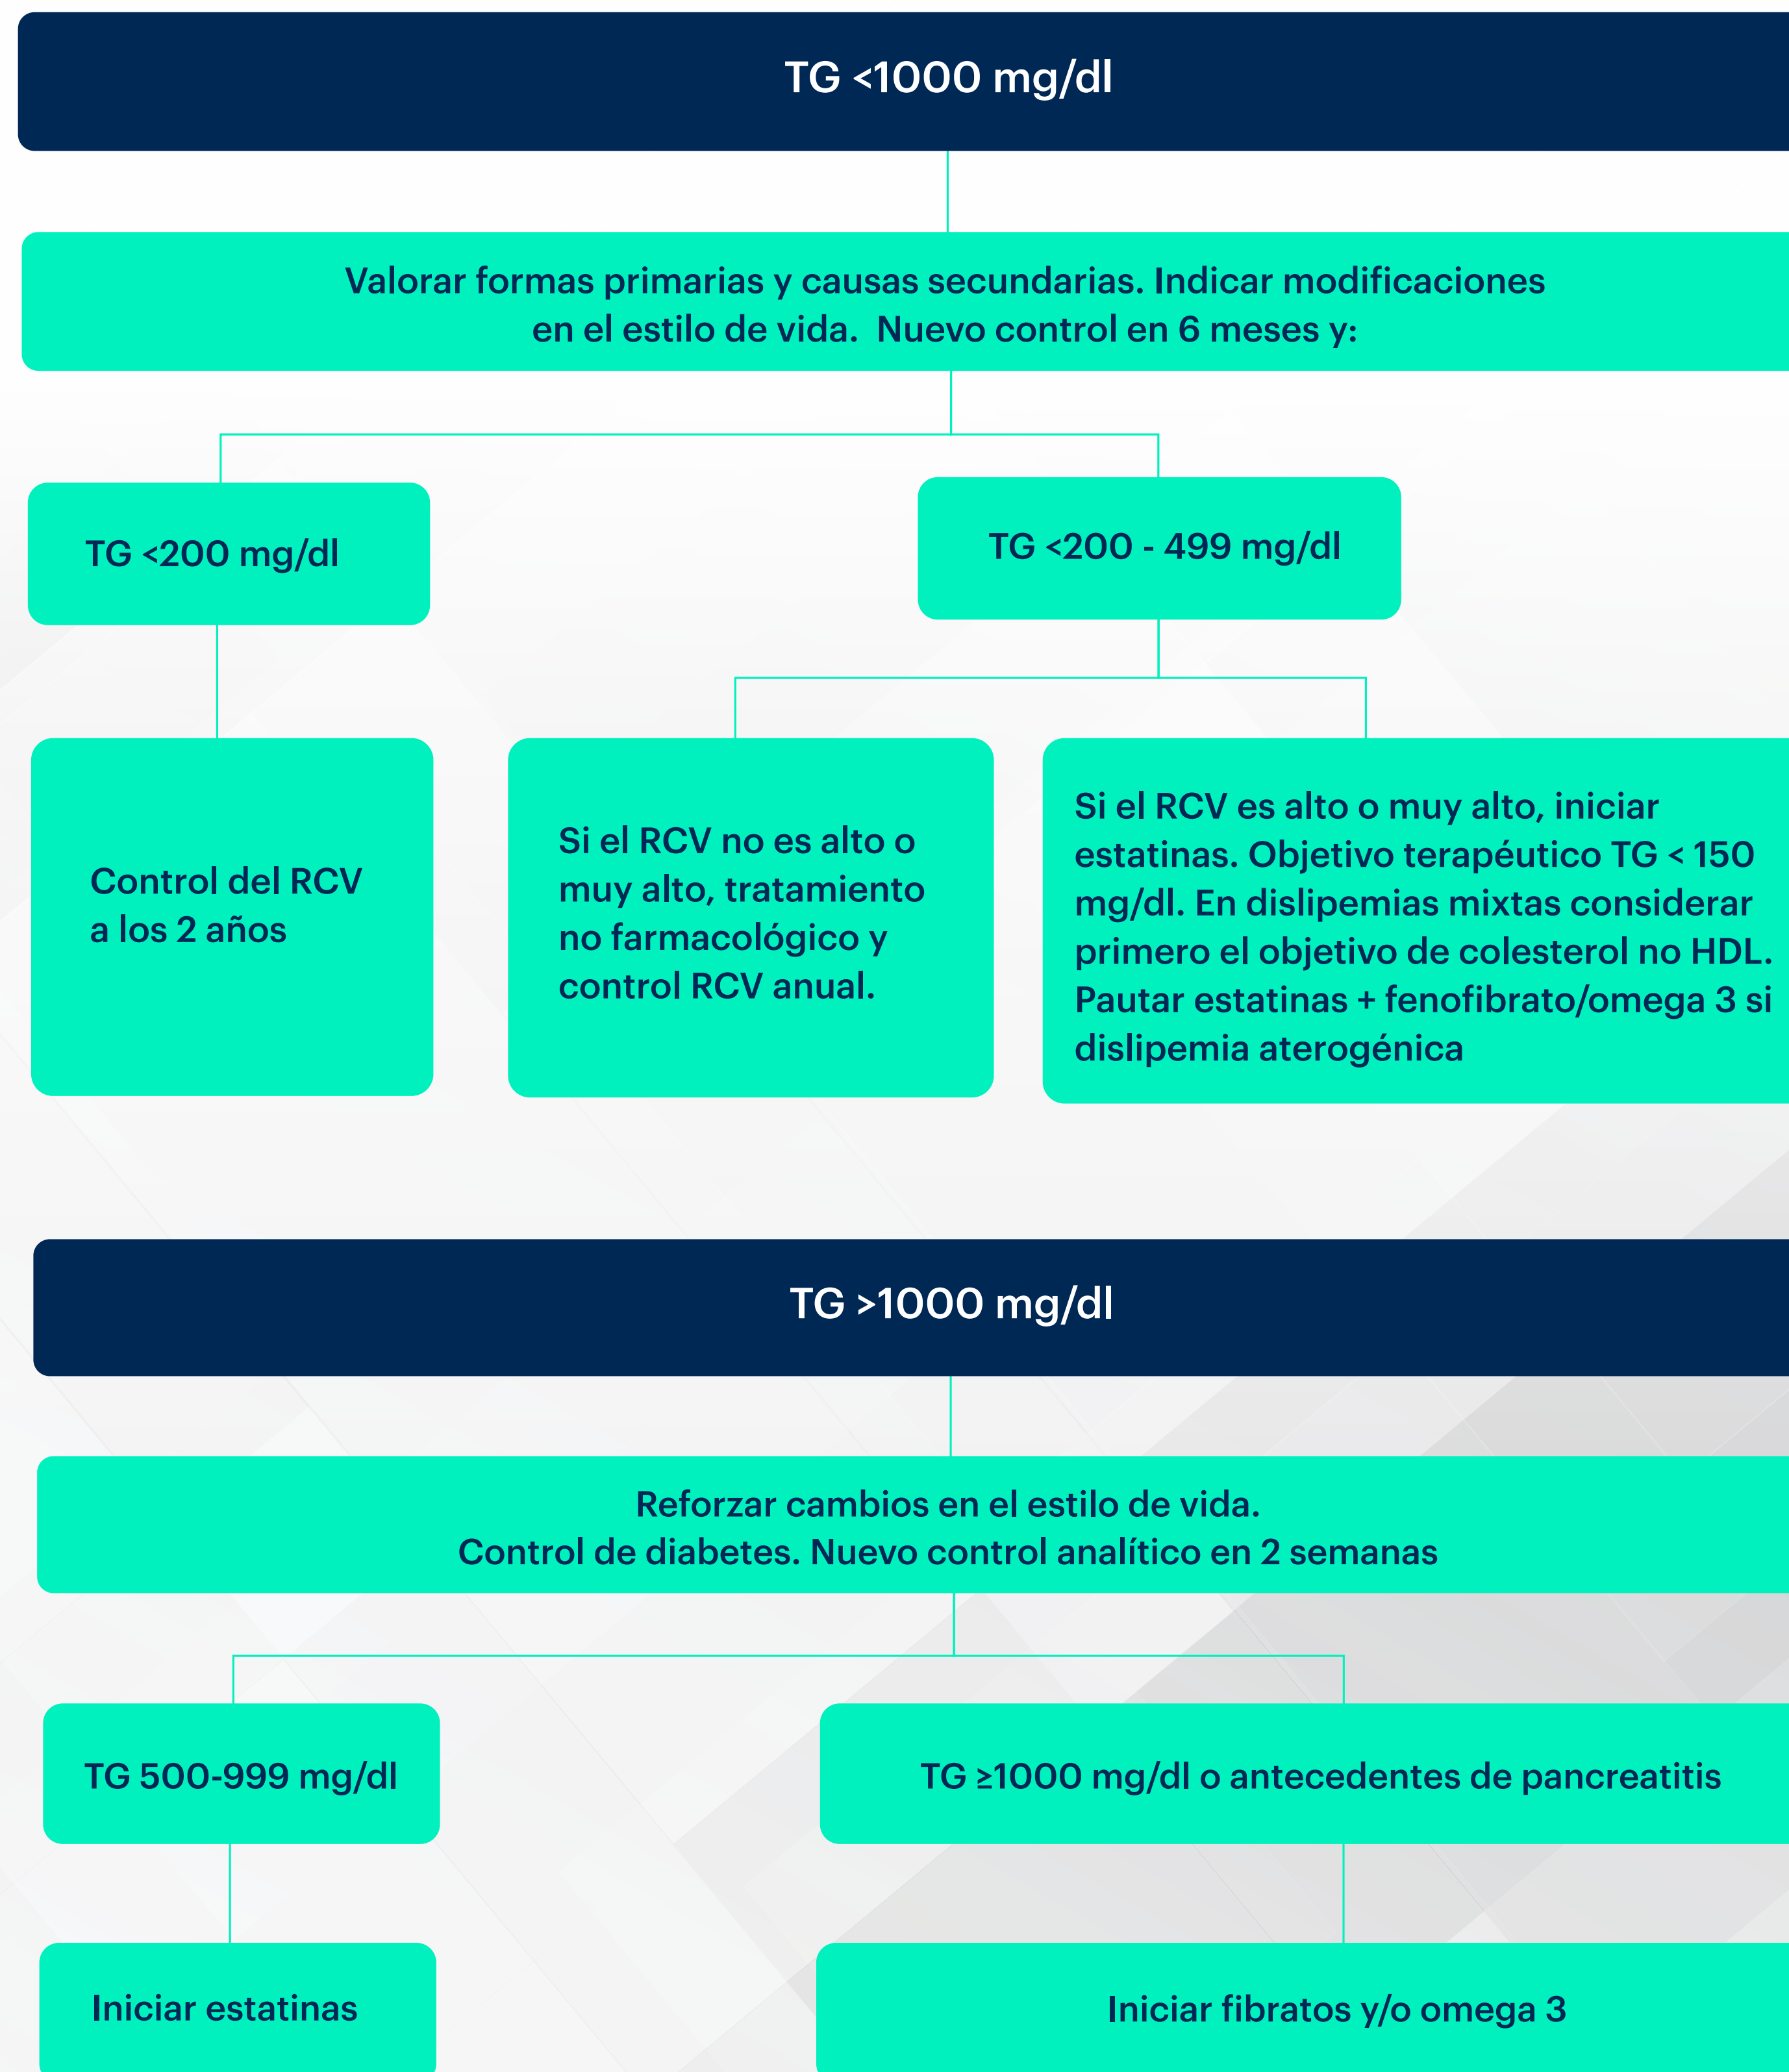 TG <1000 mg/dl
Valorar formas primarias y causas secundarias. Indicar modificaciones
en el estilo de vida.  Nuevo control en 6 meses y:
TG <200 mg/dl
TG <200 - 499 mg/dl
Control del RCV
a los 2 años
Si el RCV no es alto o
muy alto, tratamiento
no farmacológico y
control RCV anual.
Si el RCV es alto o muy alto, iniciar
estatinas. Objetivo terapéutico TG < 150
mg/dl. En dislipemias mixtas considerar
primero el objetivo de colesterol no HDL.
Pautar estatinas + fenofibrato/omega 3 si
dislipemia aterogénica
TG >1000 mg/dl
Reforzar cambios en el estilo de vida.
Control de diabetes. Nuevo control analítico en 2 semanas
TG 500-999 mg/dl
TG ≥1000 mg/dl o antecedentes de pancreatitis
Iniciar estatinas
Iniciar fibratos y/o omega 3